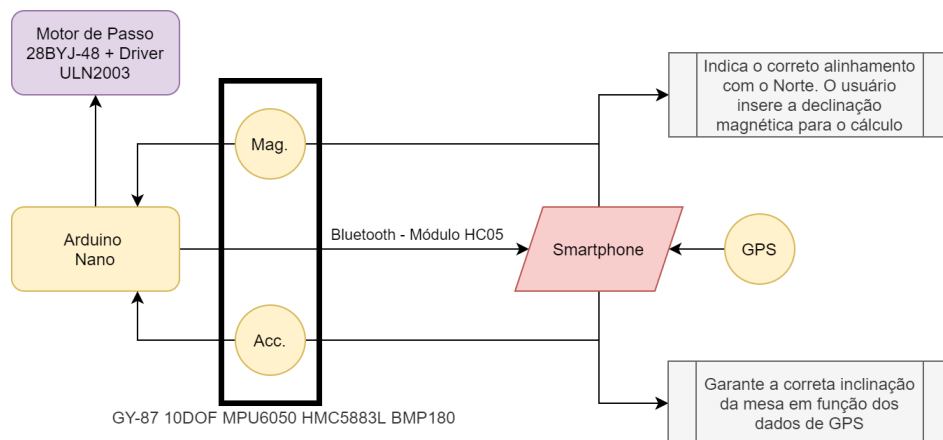 Motor de Passo
28BYJ-48 + Driver
ULN2003
Indica o correto alinhamento
com o Norte. O usuário
insere a declinação
magnética para o cálculo
Mag.
Arduino
Nano
Bluetooth - Módulo HC05
Smartphone
GPS
Acc.
GY-87 10DOF MPU6050 HMC5883L BMP180
Garante a correta inclinação
da mesa em função dos
dados de GPS